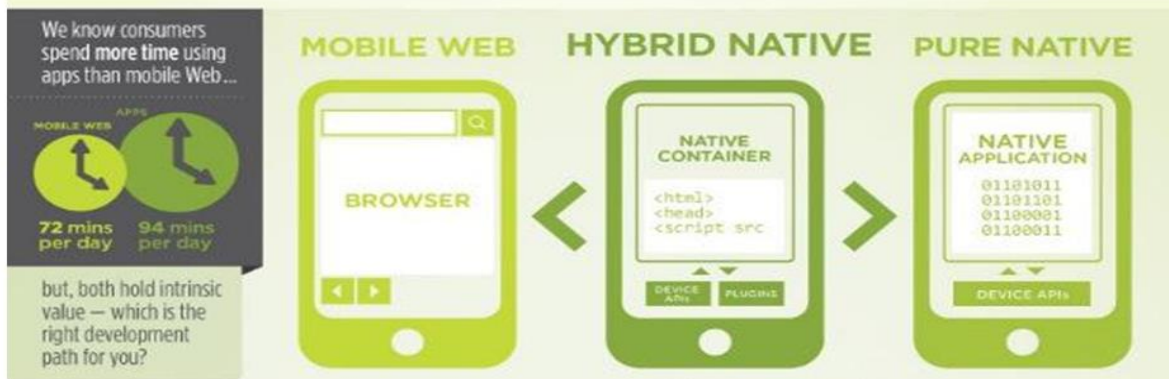 We know consumers
spend more time using
apps than mobile Web...
APPS
MOBILE WEB
72 mins
per day
94 mins
per day
but, both hold intrinsic
value — which is the
right development
path for you?
MOBILE WEB
BROWSER
HYBRID NATIVE
NATIVE
CONTAINER
<html>
<head>
<script src
DEVICE
APIs
PLUGINS
PURE NATIVE
NATIVE
APPLICATION
01101011
01101101
01100001
01100011
DEVICE APIs